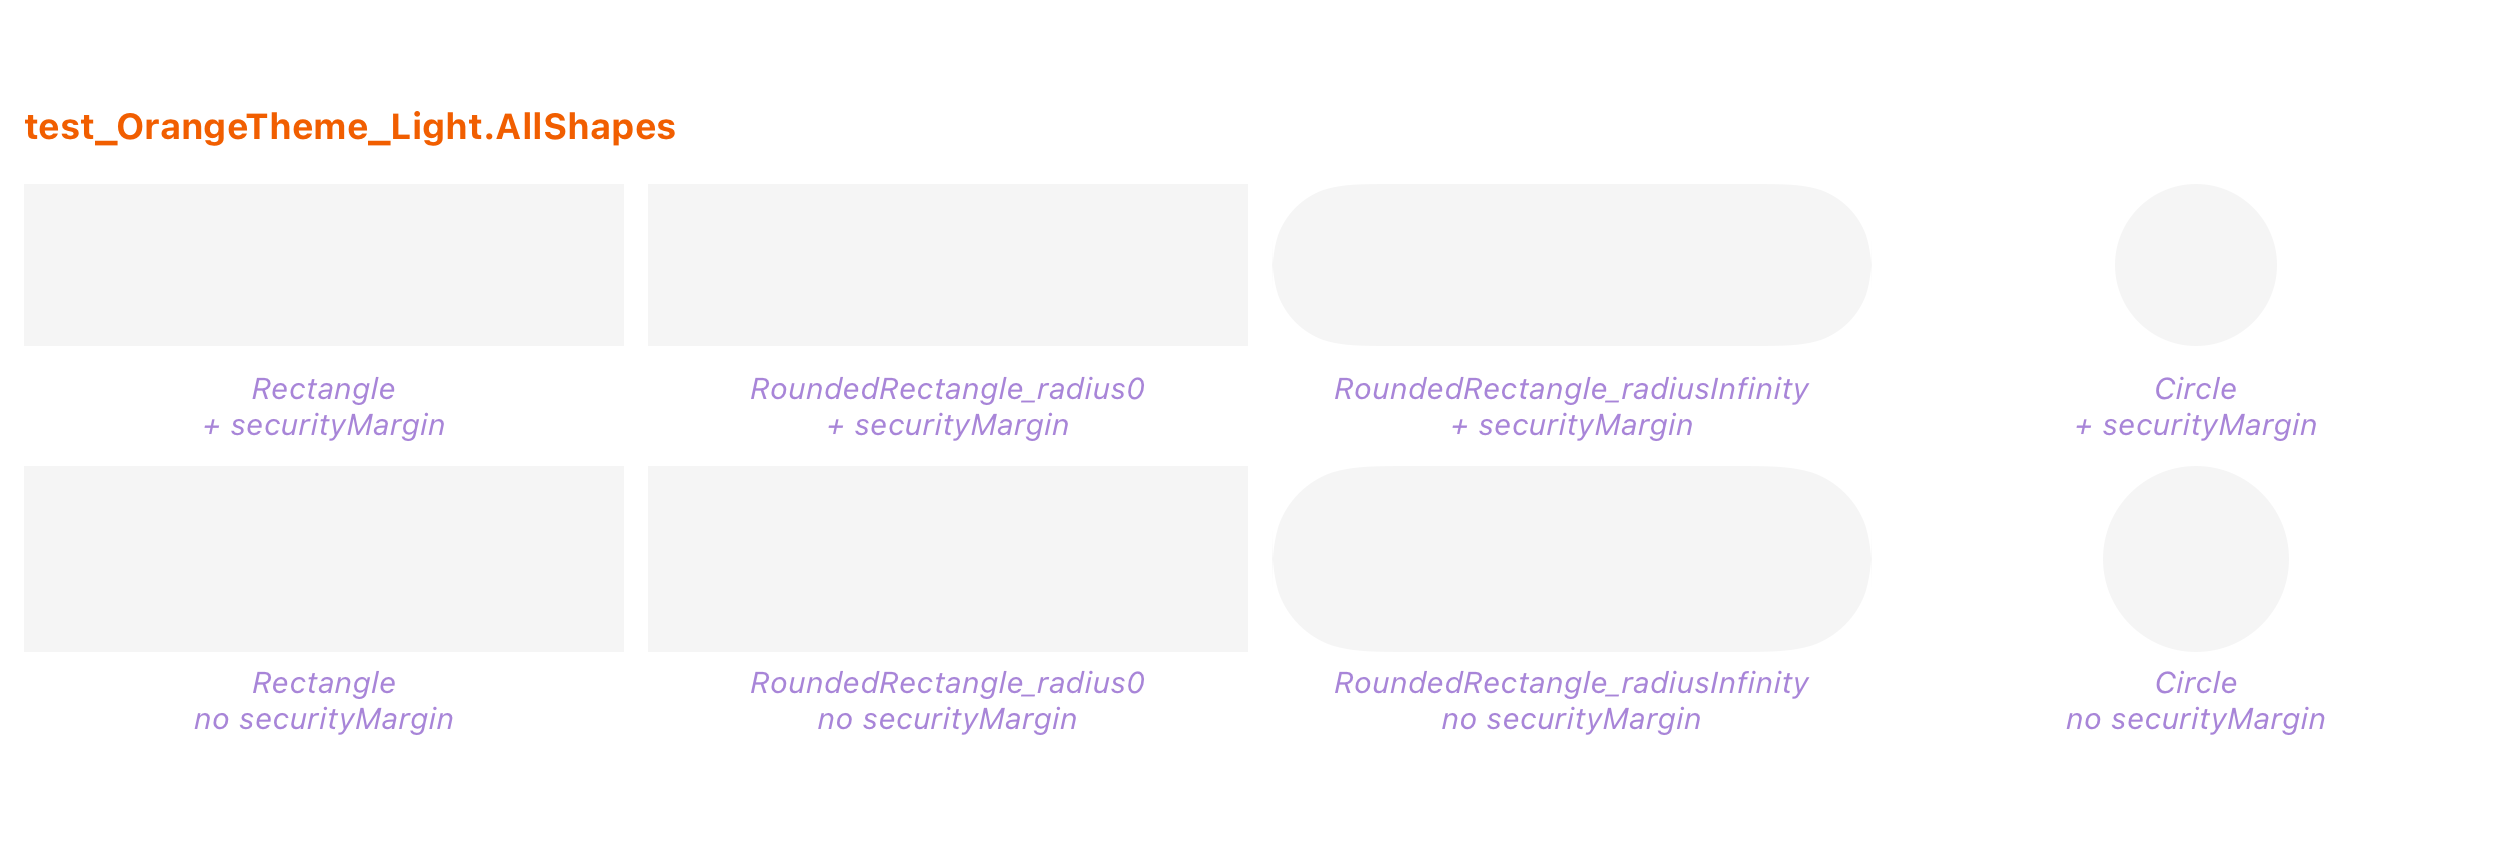 test_OrangeTheme_Light.AllShapes
Rectangle
+ securityMargin
RoundedRectangle_radius0
+ securityMargin
RoundedRectangle_radiusInfinity
+ securityMargin
Circle
+ securityMargin
Rectangle
no securityMargin
RoundedRectangle_radius0
no securityMargin
RoundedRectangle_radiusInfinity
no securityMargin
Circle
no securityMargin